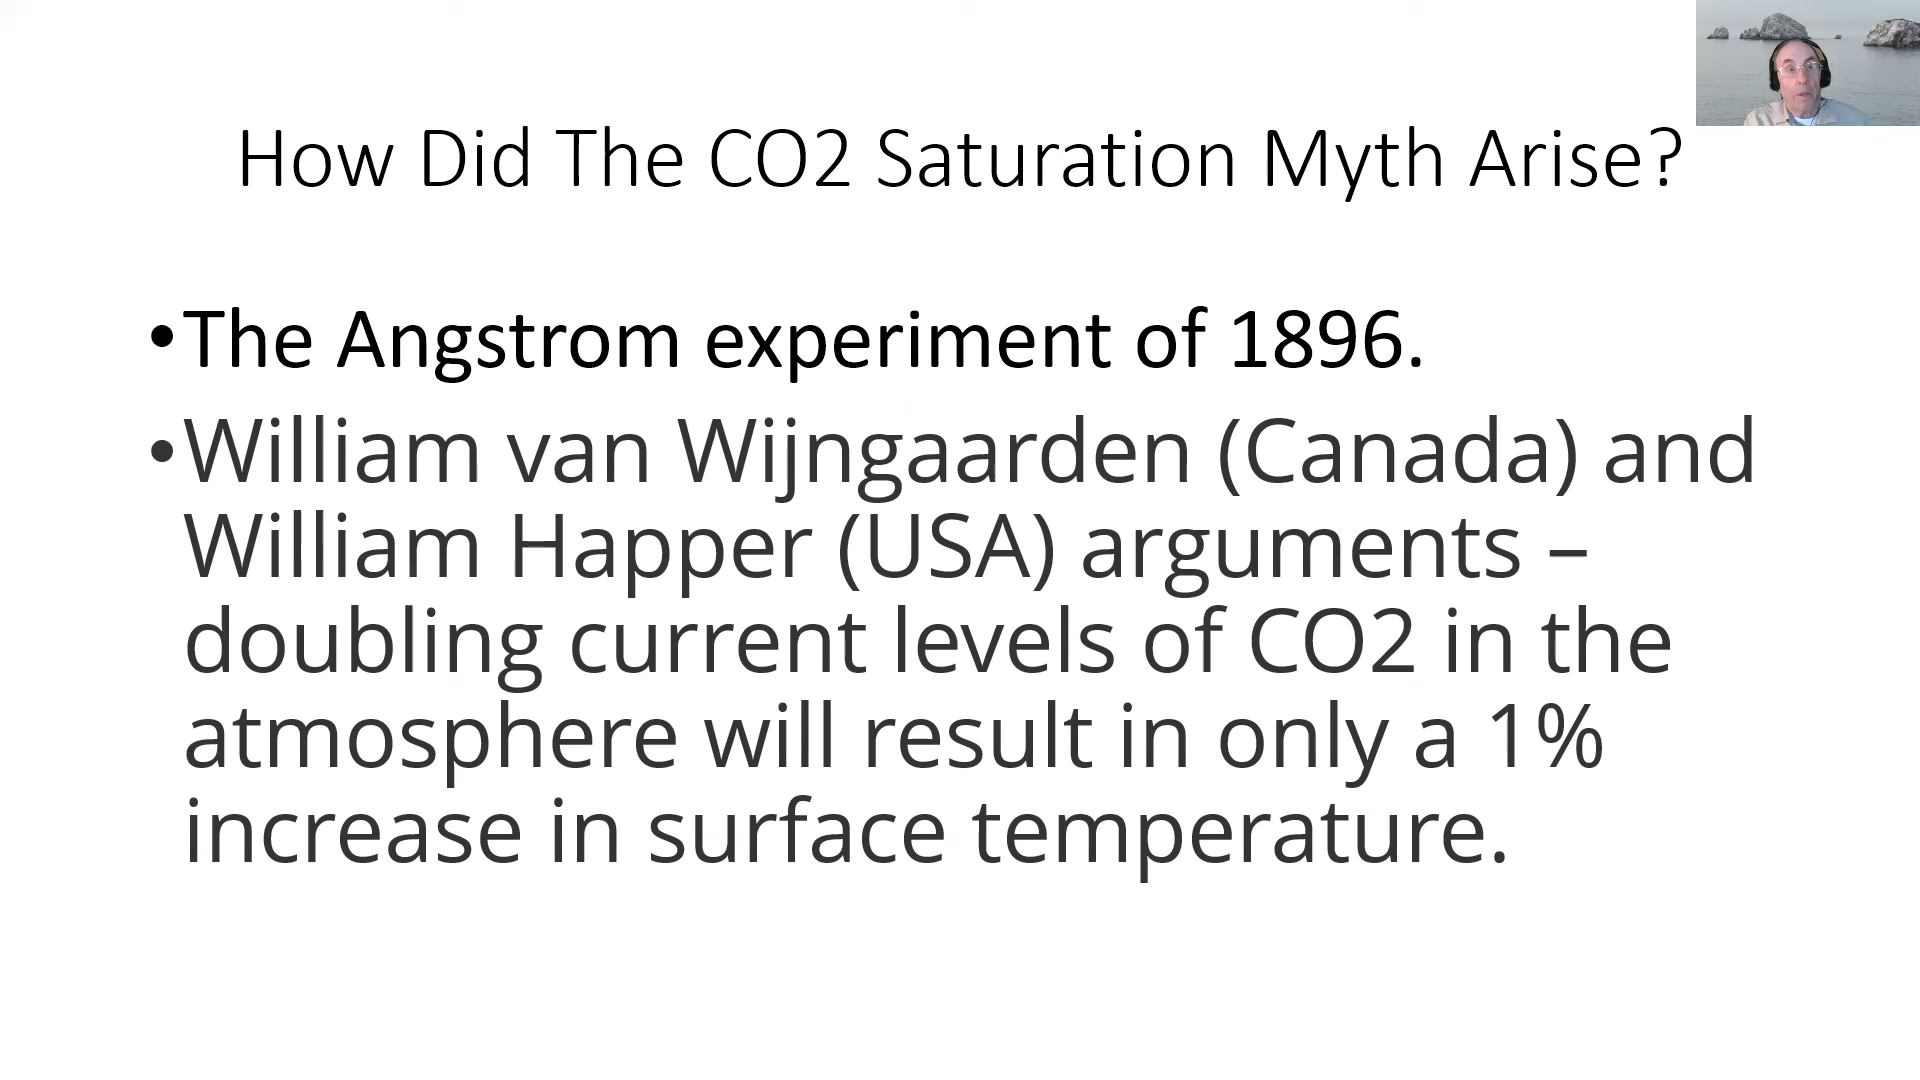 How Did The CO2 Saturation Myth Arise?
•The Angstrom experiment of 1896.
•William van Wijngaarden (Canada) and
William Happer (USA) arguments –
doubling current levels of CO2 in the
atmosphere will result in only a 1%
increase in surface temperature.